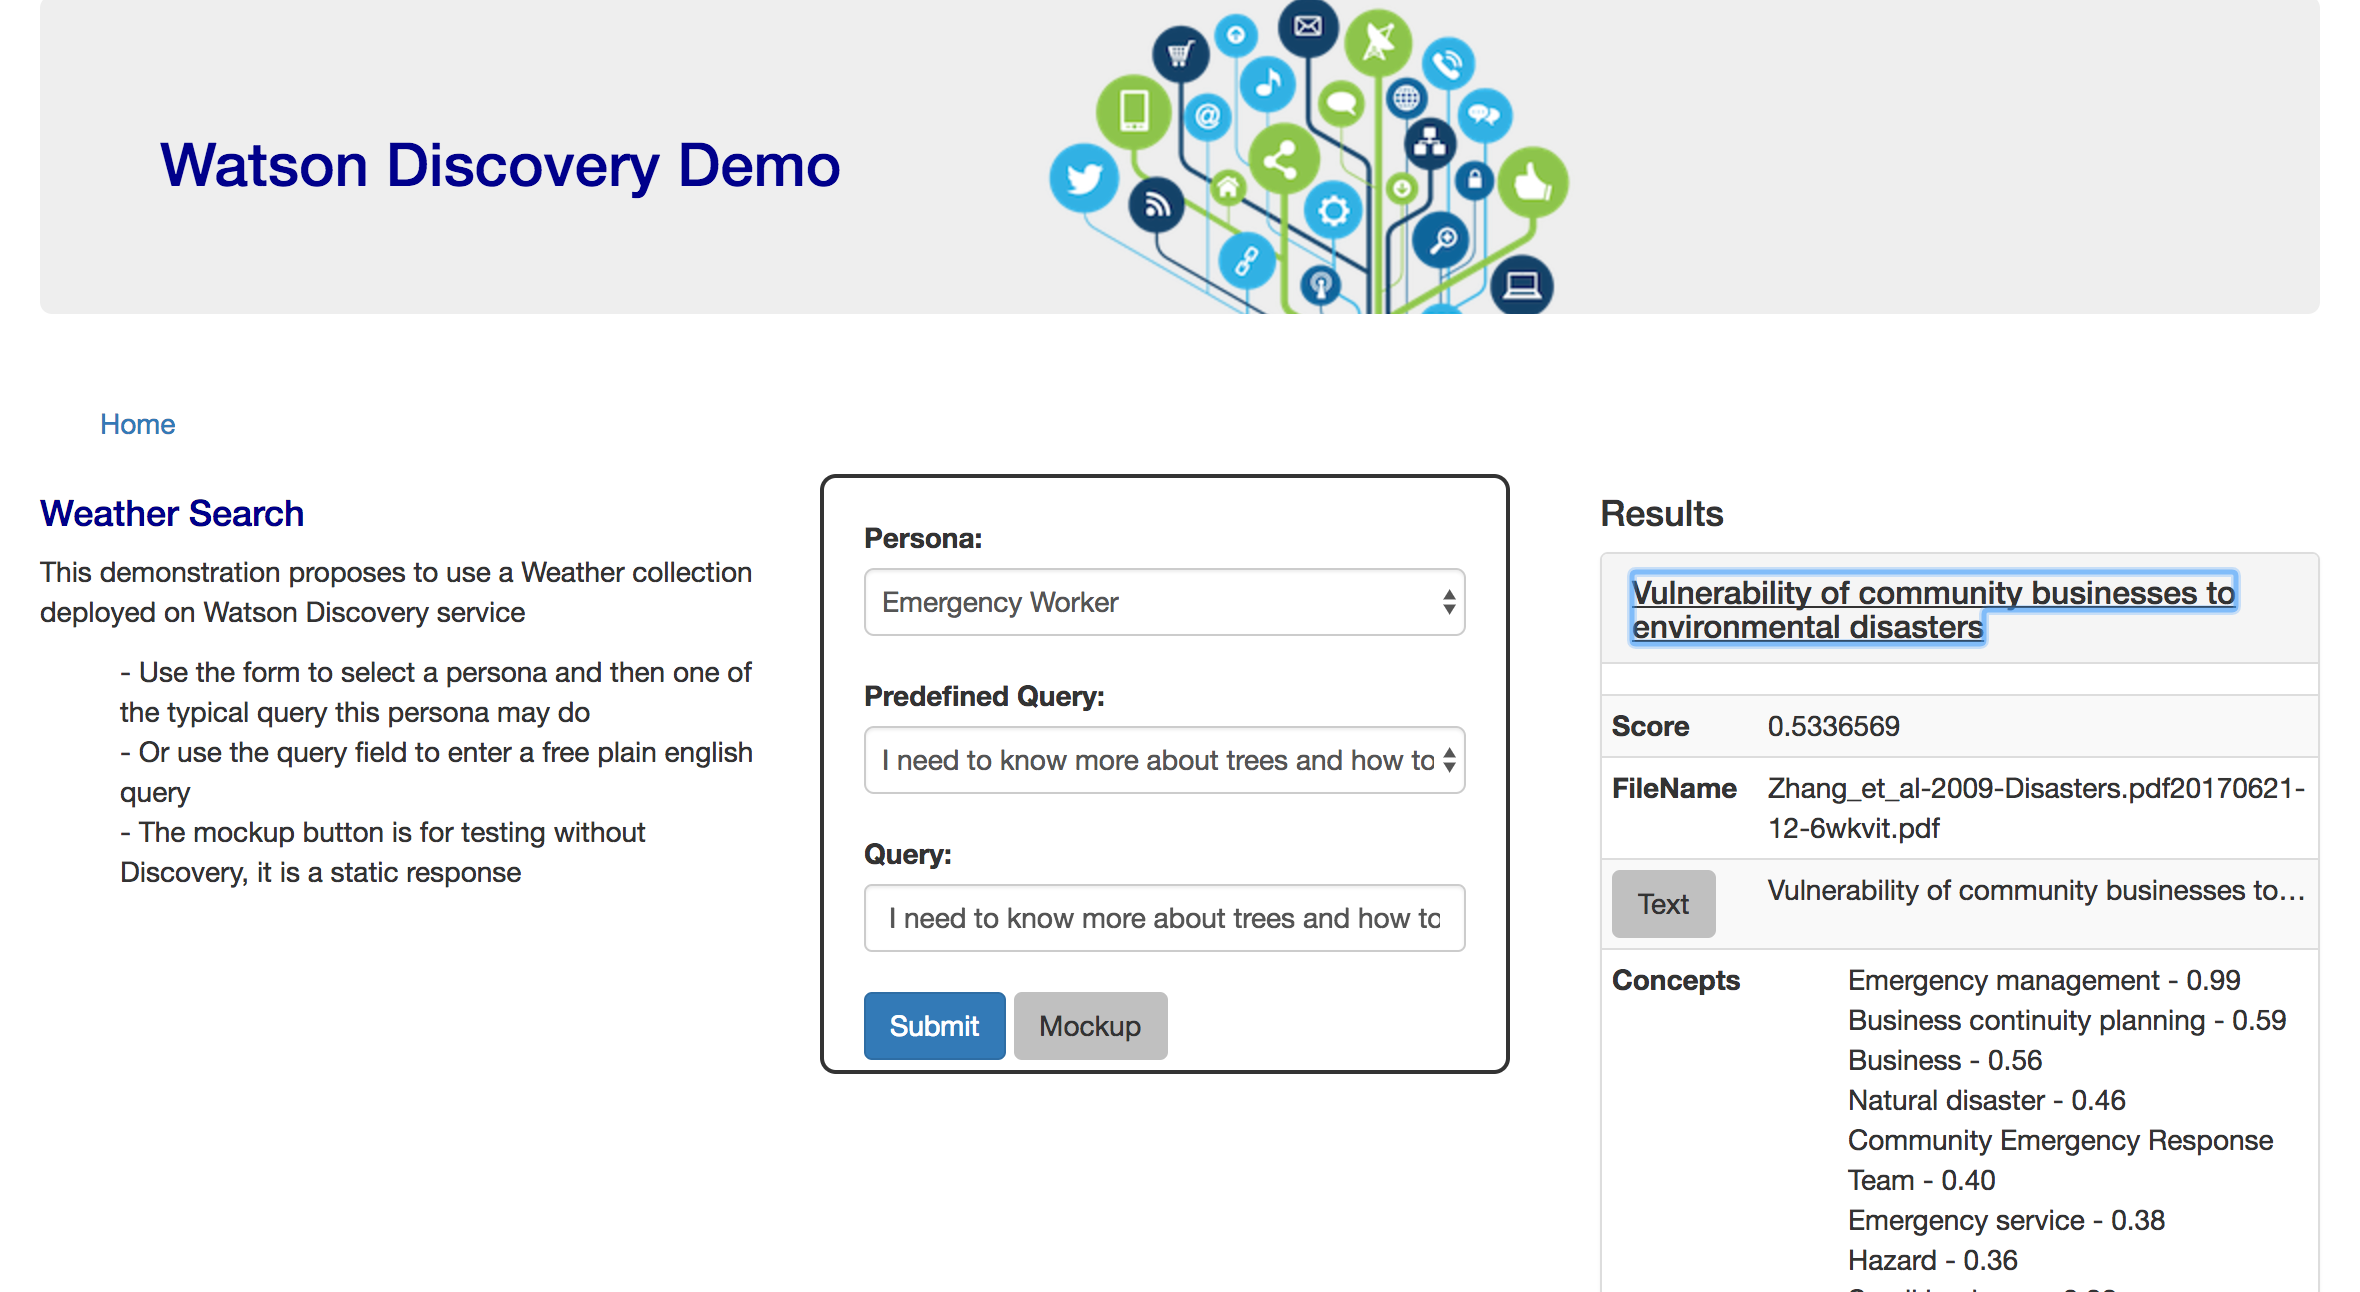 Watson Discovery Demo
Home
Weather Search
This demonstration proposes to use a Weather collection
deployed on Watson Discovery service
- Use the form to select a persona and then one of
the typical query this persona may do
- Or use the query field to enter a free plain english
query
- The mockup button is for testing without
Discovery, it is a static response
Persona:
Emergency Worker
Predefined Query:
I need to know more about trees and how to
Query:
I need to know more about trees and how to
Submit
Mockup
Results
Vulnerability of community businesses to
environmental disasters
Score 0.5336569
FileName Zhang_et_al-2009-Disasters.pdf20170621-
12-6wkvit.pdf
Text Vulnerability of community businesses to...
Concepts Emergency management - 0.99
Business continuity planning - 0.59
Business - 0.56
Natural disaster - 0.46
Community Emergency Response
Team - 0.40
Emergency service - 0.38
Hazard - 0.36